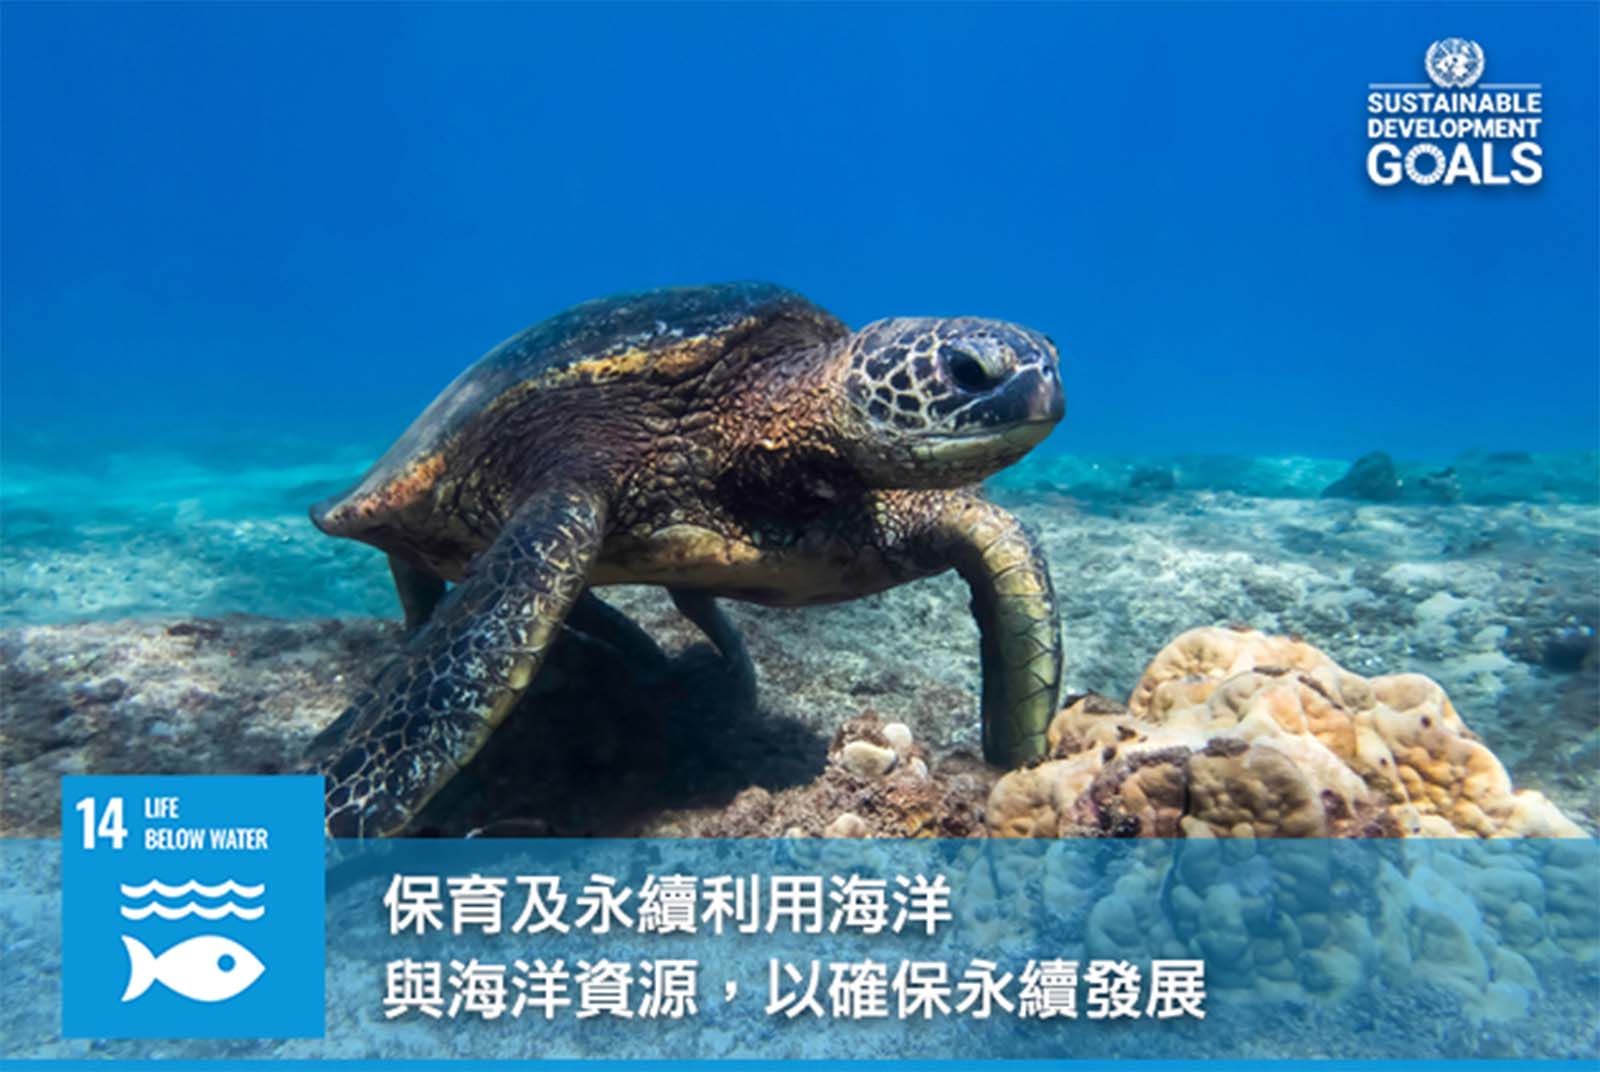 SUSTAINABLE
DEVELOPMENT
GOALS
14 LIFE
BELOW WATER
保育及永續利用海洋
與海洋資源，以確保永續發展